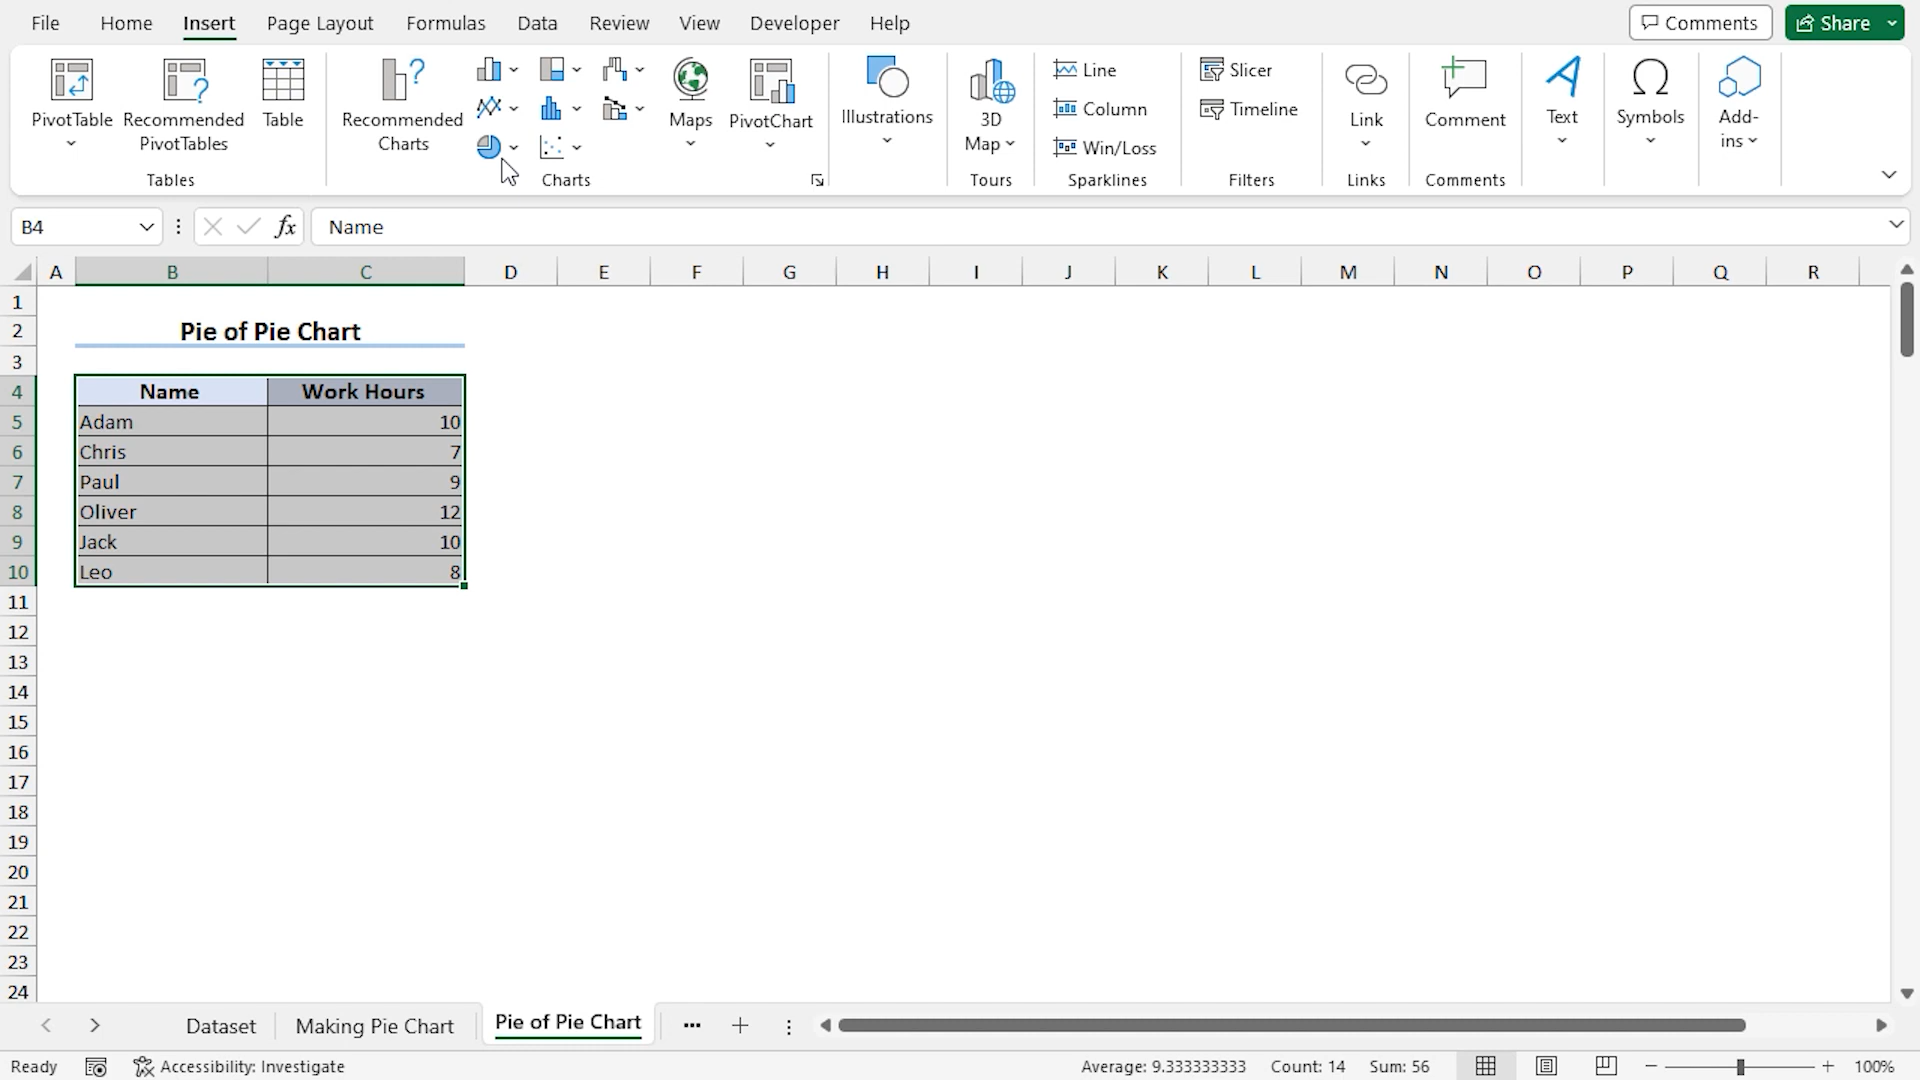 File Home Insert Page Layout Formulas Data Review View Developer Help Comments Share
PivotTable Recommended PivotTables Table Recommended Charts Maps PivotChart Illustrations 3D Map Line Column Win/Loss Slicer Timeline Link Comment Text Symbols Add-ins
Tables Charts Tours Sparklines Filters Links Comments
B4 fx Name
A B C D E F G H I J K L M N O P Q R
1
2 Pie of Pie Chart
3
4 Name Work Hours
5 Adam 10
6 Chris 7
7 Paul 9
8 Oliver 12
9 Jack 10
10 Leo 8
11
12
13
14
15
16
17
18
19
20
21
22
23
24
Dataset Making Pie Chart Pie of Pie Chart ...
Ready Accessibility: Investigate Average: 9.333333333 Count: 14 Sum: 56 100%